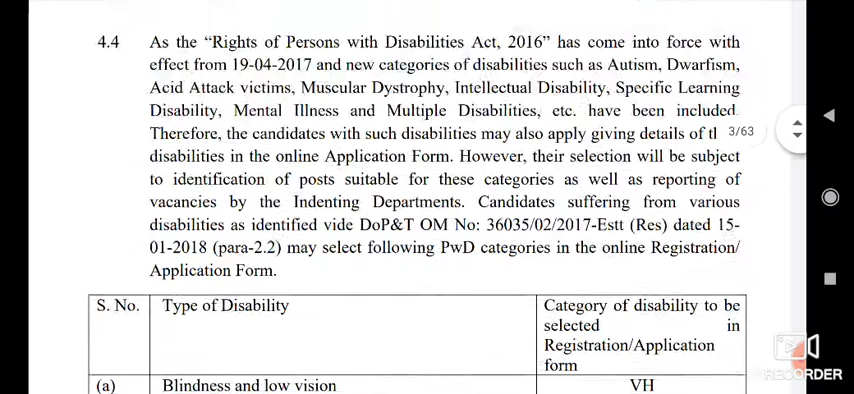 4.4 As the “Rights of Persons with Disabilities Act, 2016” has come into force with
effect from 19-04-2017 and new categories of disabilities such as Autism, Dwarfism,
Acid Attack victims, Muscular Dystrophy, Intellectual Disability, Specific Learning
Disability, Mental Illness and Multiple Disabilities, etc. have been included.
Therefore, the candidates with such disabilities may also apply giving details of
3/63
disabilities in the online Application Form. However, their selection will be subject
to identification of posts suitable for these categories as well as reporting of
vacancies by the Indenting Departments. Candidates suffering from various
disabilities as identified vide DoP&T OM No: 36035/02/2017-Estt (Res) dated 15-
01-2018 (para-2.2) may select following PwD categories in the online Registration/
Application Form.
S. No. Type of Disability Category of disability to be
selected in
Registration/Application
form
(a) Blindness and low vision VH
RECORDER